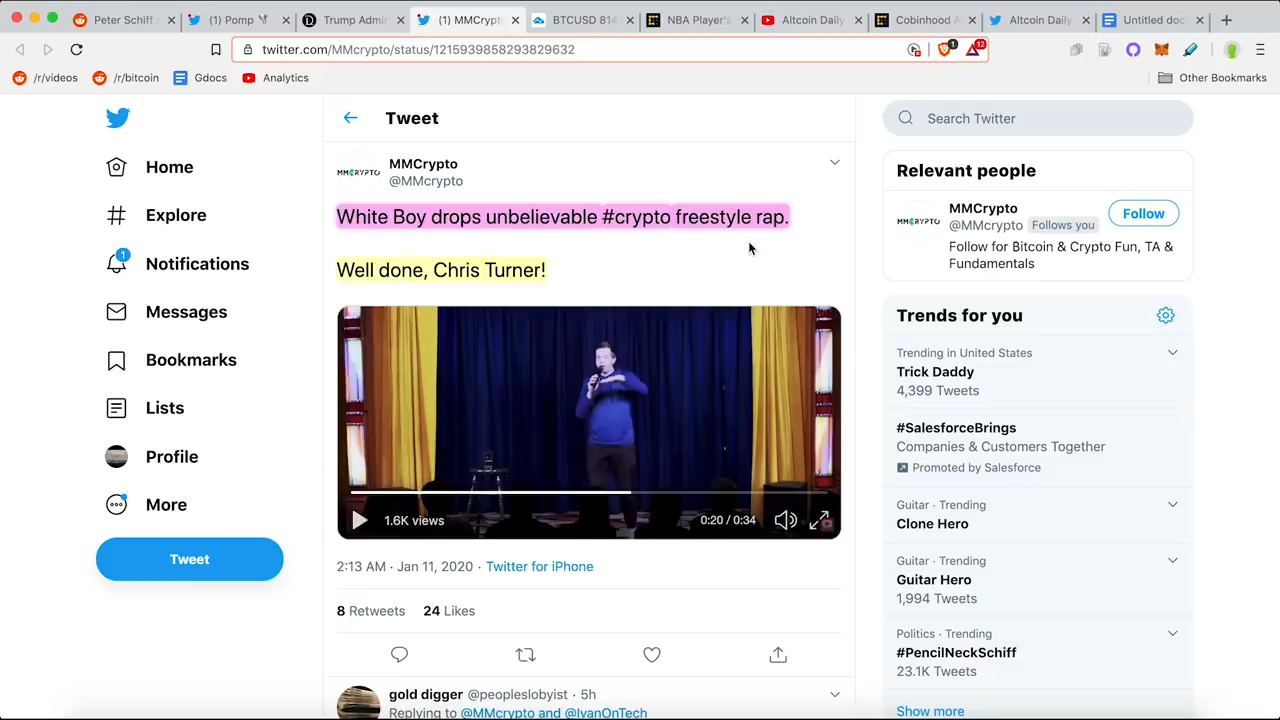 Peter Schiff
(1) Pomp
Trump Admir
(1) MMCrypt
BTCUSD 814
NBA Player's
Altcoin Daily
Cobinhood A
Altcoin Daily
Untitled doc
twitter.com/MMcrypto/status/1215939858293829632
1
12
/r/videos
/r/bitcoin
Gdocs
Analytics
Other Bookmarks
Home
Explore
1
Notifications
Messages
Bookmarks
Lists
Profile
More
Tweet
Tweet
MMCRYPTO
MMCrypto
@MMcrypto
White Boy drops unbelievable #crypto freestyle rap.
Well done, Chris Turner!
1.6K views
0:20 / 0:34
2:13 AM · Jan 11, 2020 · Twitter for iPhone
8 Retweets 24 Likes
gold digger @peopleslobyist · 5h
Replying to @MMcrypto and @IvanOnTech
Search Twitter
Relevant people
MMCRYPTO
MMCrypto
@MMcrypto Follows you
Follow
Follow for Bitcoin & Crypto Fun, TA &
Fundamentals
Trends for you
Trending in United States
Trick Daddy
4,399 Tweets
#SalesforceBrings
Companies & Customers Together
Promoted by Salesforce
Guitar · Trending
Clone Hero
Guitar · Trending
Guitar Hero
1,994 Tweets
Politics · Trending
#PencilNeckSchiff
23.1K Tweets
Show more